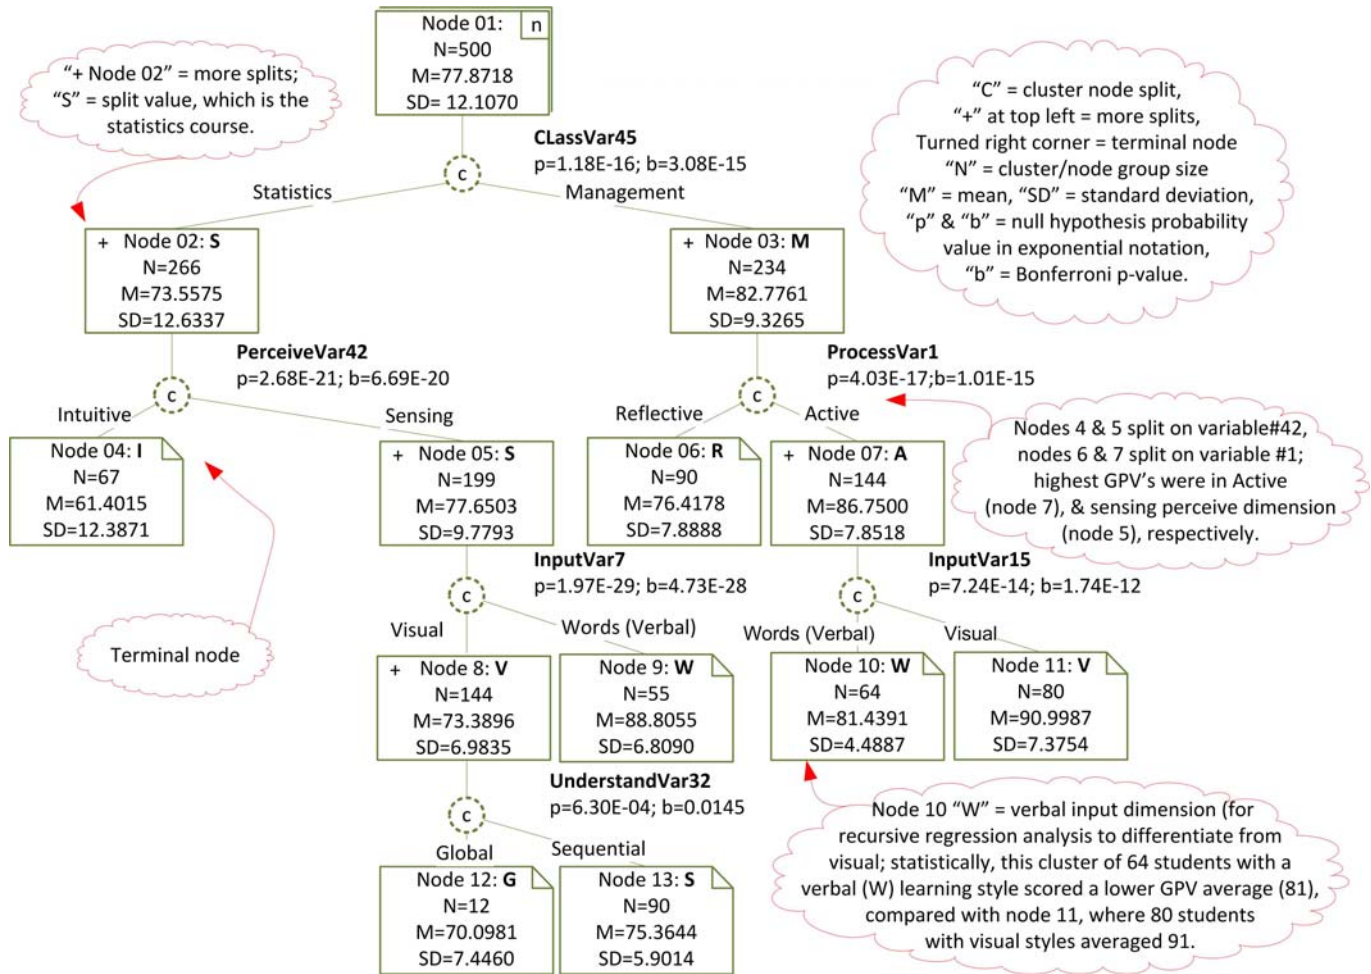 Node 01:
n
N=500
M=77.8718
SD= 12.1070
“+ Node 02” = more splits;
“S” = split value, which is the
statistics course.
“C” = cluster node split,
“+” at top left = more splits,
Turned right corner = terminal node
“N” = cluster/node group size
“M” = mean, “SD” = standard deviation,
“p” & “b” = null hypothesis probability
value in exponential notation,
“b” = Bonferroni p-value.
CLassVar45
p=1.18E-16; b=3.08E-15
c
Statistics
Management
+ Node 02: S
N=266
M=73.5575
SD=12.6337
+ Node 03: M
N=234
M=82.7761
SD=9.3265
PerceiveVar42
p=2.68E-21; b=6.69E-20
c
Intuitive
Sensing
ProcessVar1
p=4.03E-17;b=1.01E-15
c
Reflective
Active
Node 04: I
N=67
M=61.4015
SD=12.3871
+ Node 05: S
N=199
M=77.6503
SD=9.7793
Node 06: R
N=90
M=76.4178
SD=7.8888
+ Node 07: A
N=144
M=86.7500
SD=7.8518
Nodes 4 & 5 split on variable#42,
nodes 6 & 7 split on variable #1;
highest GPV’s were in Active
(node 7), & sensing perceive dimension
(node 5), respectively.
Terminal node
InputVar7
p=1.97E-29; b=4.73E-28
c
Visual
Words (Verbal)
InputVar15
p=7.24E-14; b=1.74E-12
c
Words (Verbal)
Visual
+ Node 8: V
N=144
M=73.3896
SD=6.9835
Node 9: W
N=55
M=88.8055
SD=6.8090
Node 10: W
N=64
M=81.4391
SD=4.4887
Node 11: V
N=80
M=90.9987
SD=7.3754
UnderstandVar32
p=6.30E-04; b=0.0145
c
Global
Sequential
Node 12: G
N=12
M=70.0981
SD=7.4460
Node 13: S
N=90
M=75.3644
SD=5.9014
Node 10 “W” = verbal input dimension (for
recursive regression analysis to differentiate from
visual; statistically, this cluster of 64 students with a
verbal (W) learning style scored a lower GPV average (81),
compared with node 11, where 80 students
with visual styles averaged 91.